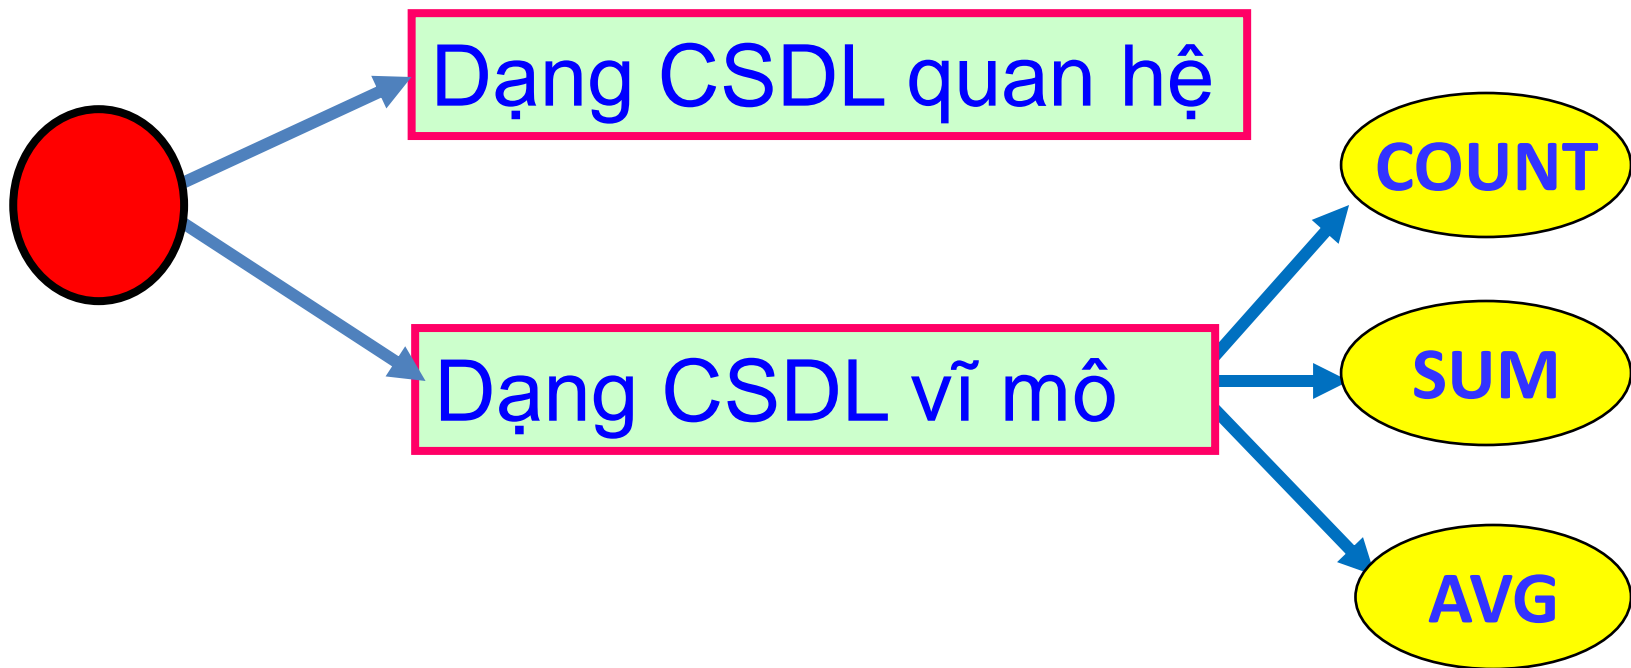 Dạng CSDL quan hệ
COUNT
Dạng CSDL vĩ mô
SUM
AVG